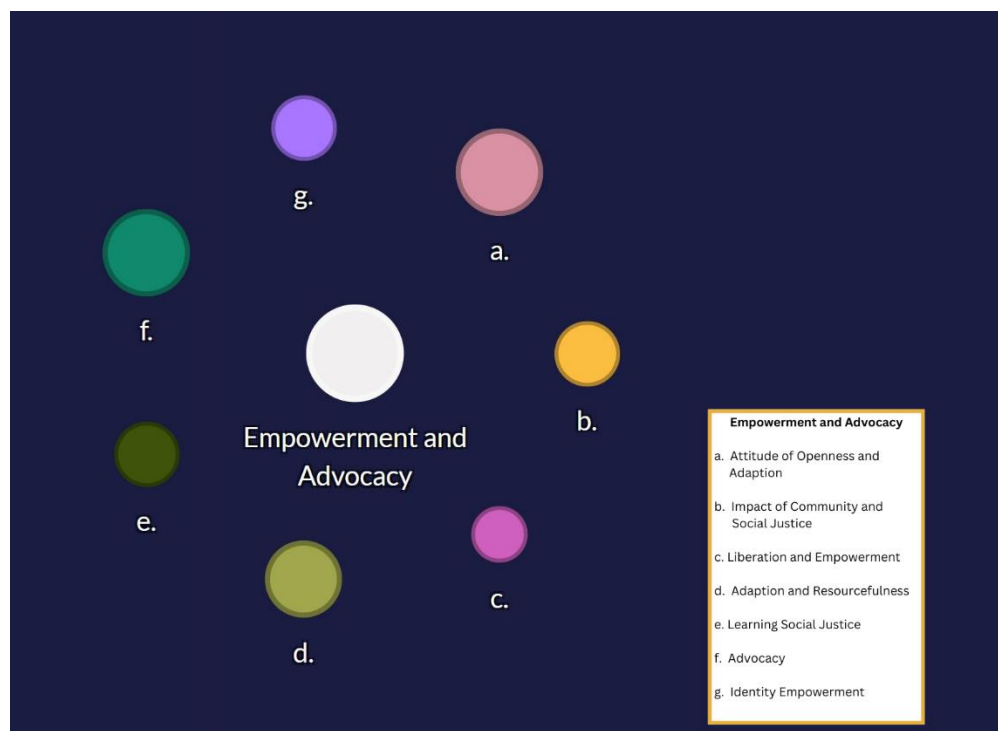 g.
a.
f.
b.
Empowerment and
Advocacy
e.
c.
d.
Empowerment and Advocacy
a. Attitude of Openness and
Adaption
b. Impact of Community and
Social Justice
c. Liberation and Empowerment
d. Adaption and Resourcefulness
e. Learning Social Justice
f. Advocacy
g. Identity Empowerment